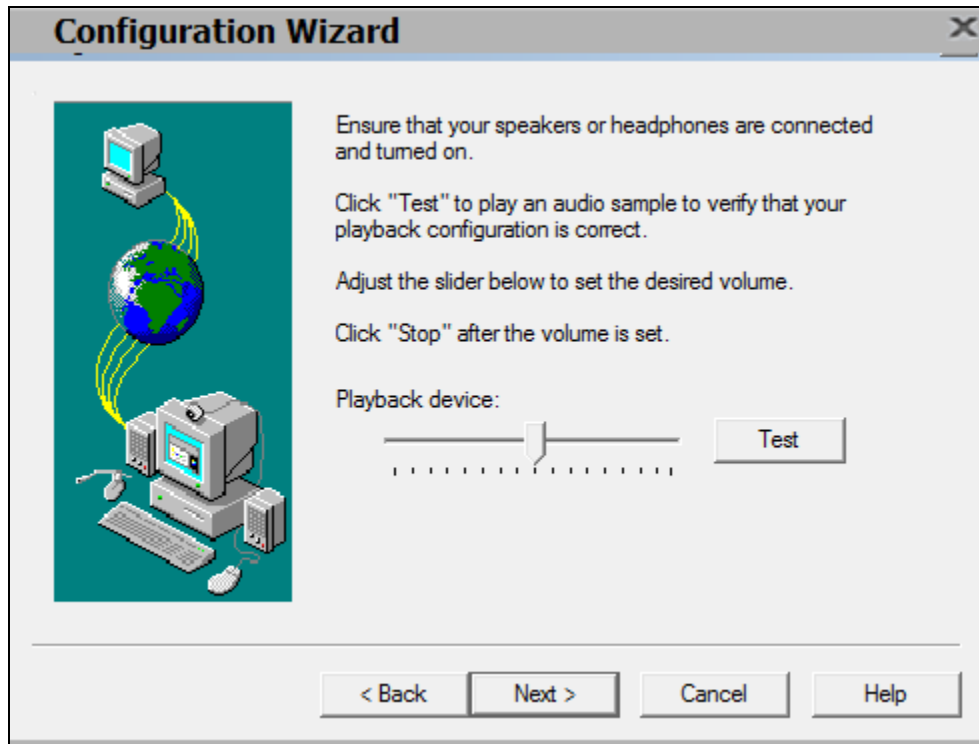 Configuration Wizard
Ensure that your speakers or headphones are connected
and turned on.
Click "Test" to play an audio sample to verify that your
playback configuration is correct.
Adjust the slider below to set the desired volume.
Click "Stop" after the volume is set.
Playback device:
Test
< Back
Next >
Cancel
Help